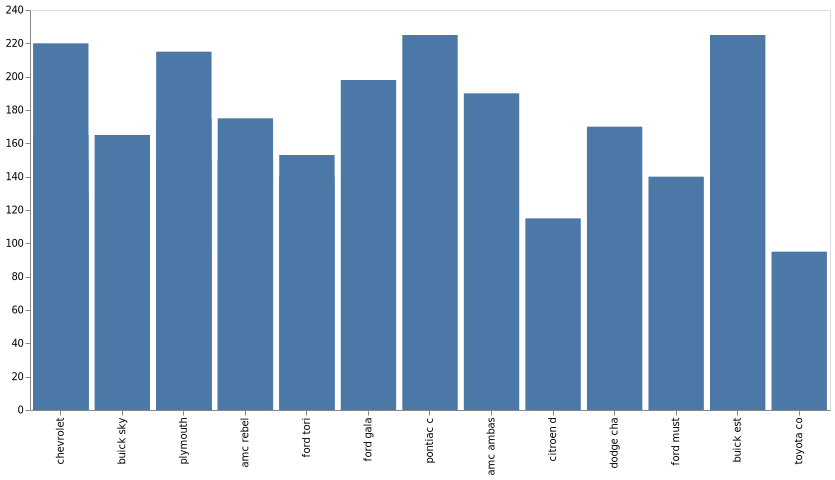 240
220
200
180
160
140
120
100
80
60
40
20
0
chevrolet
buick sky
plymouth
amc rebel
ford tori
ford gala
pontiac c
amc ambas
citroen d
dodge cha
ford must
buick est
toyota co